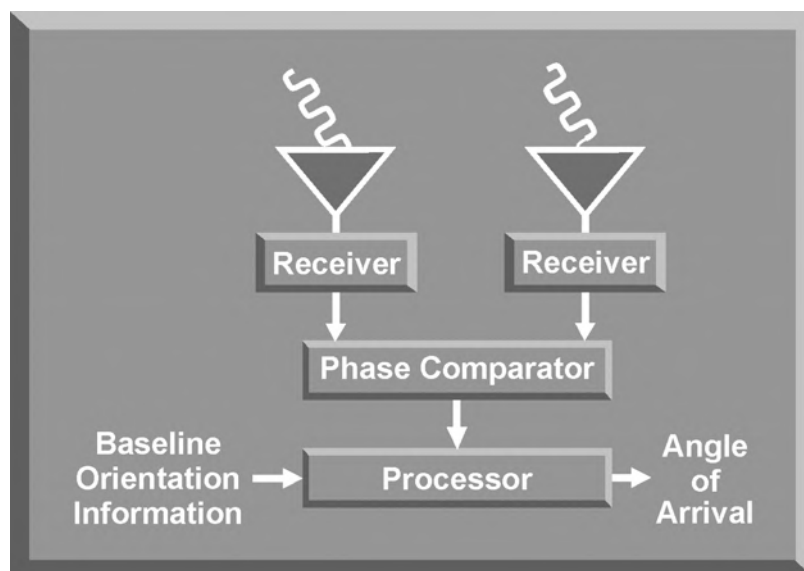 Receiver
Receiver
Phase Comparator
Baseline
Orientation
Information
Processor
Angle
of
Arrival